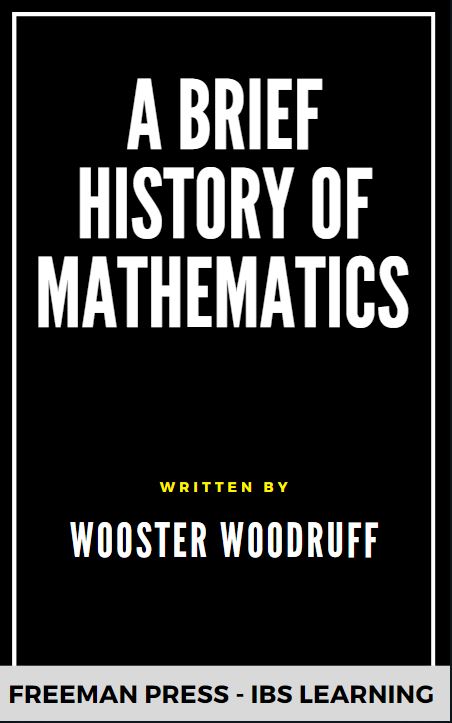 A BRIEF
HISTORY OF
MATHEMATICS
WRITTEN BY
WOOSTER WOODRUFF
FREEMAN PRESS - IBS LEARNING